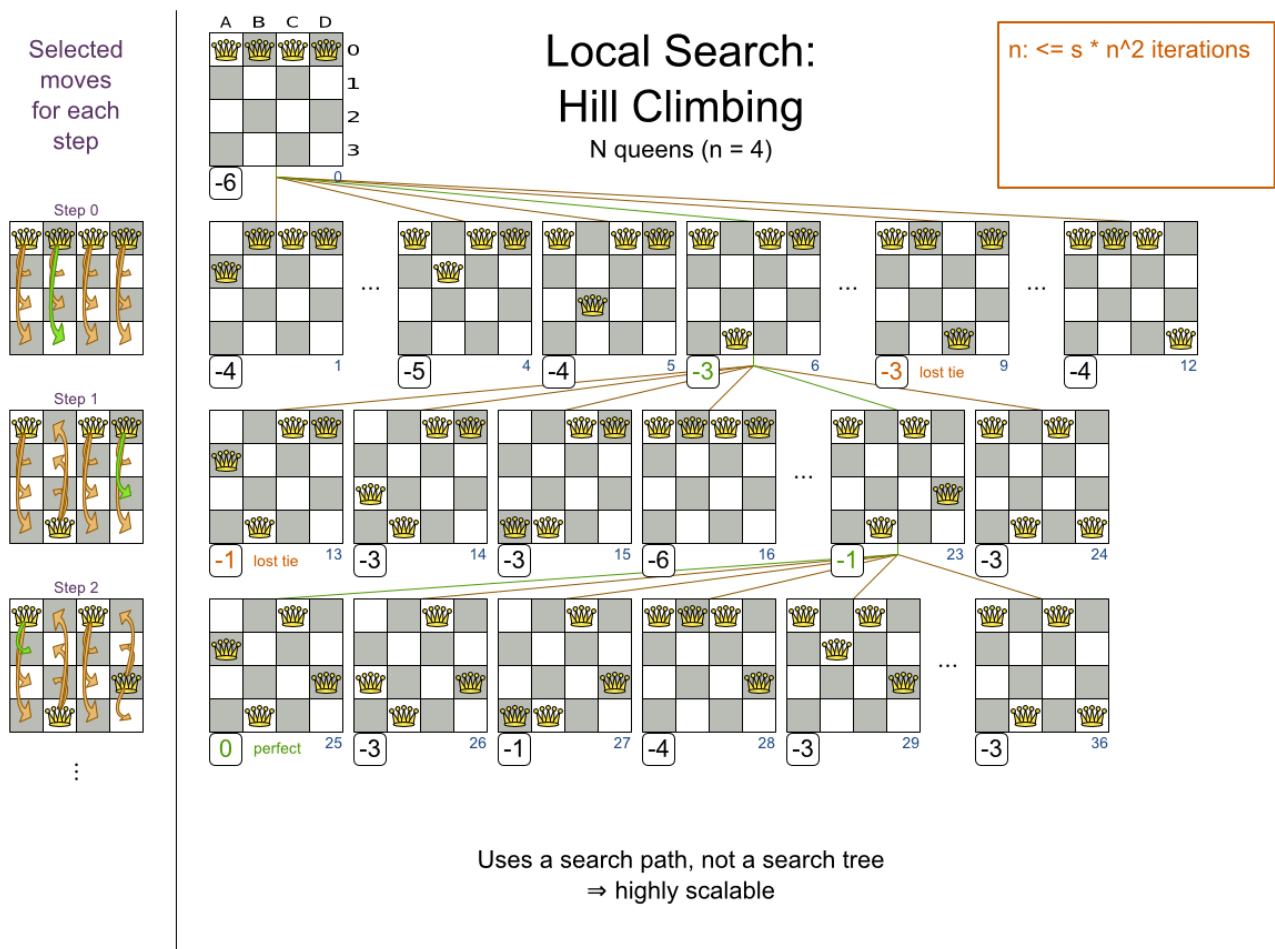 Selected
moves
for each
step
A B C D
0
1
2
3
Local Search:
Hill Climbing
N queens (n = 4)
n: <= s * n^2 iterations
-6
0
Step 0
...
...
...
-4
1
-5
4
-4
5
-3
6
-3
lost tie
9
-4
12
Step 1
...
-1
lost tie
13
-3
14
-3
15
-6
16
-1
23
-3
24
Step 2
...
0
perfect
25
-3
26
-1
27
-4
28
-3
29
-3
36
...
Uses a search path, not a search tree
⇒ highly scalable